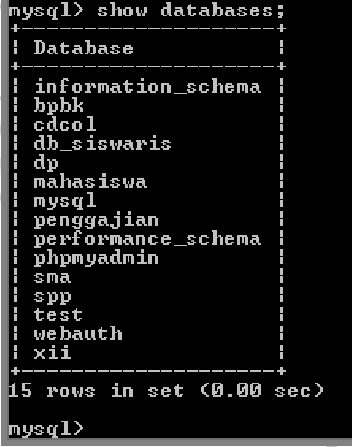 mysql> show databases;
+--------------------+
| Database           |
+--------------------+
| information_schema |
| bpbk               |
| cdcol              |
| db_siswaris        |
| dp                 |
| mahasiswa          |
| mysql              |
| penggajian         |
| performance_schema |
| phpmyadmin         |
| sma                |
| spp                |
| test               |
| webauth            |
| xii                |
+--------------------+
15 rows in set (0.00 sec)
mysql>